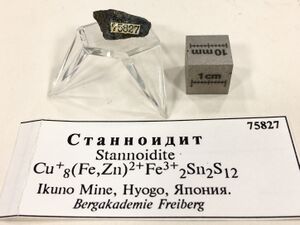 75827
10mm
1cm
75827
Станноидит
Stannoidite
Cu⁺₈(Fe,Zn)²⁺Fe³⁺₂Sn₂S₁₂
Ikuno Mine, Hyogo, Япония.
Bergakademie Freiberg